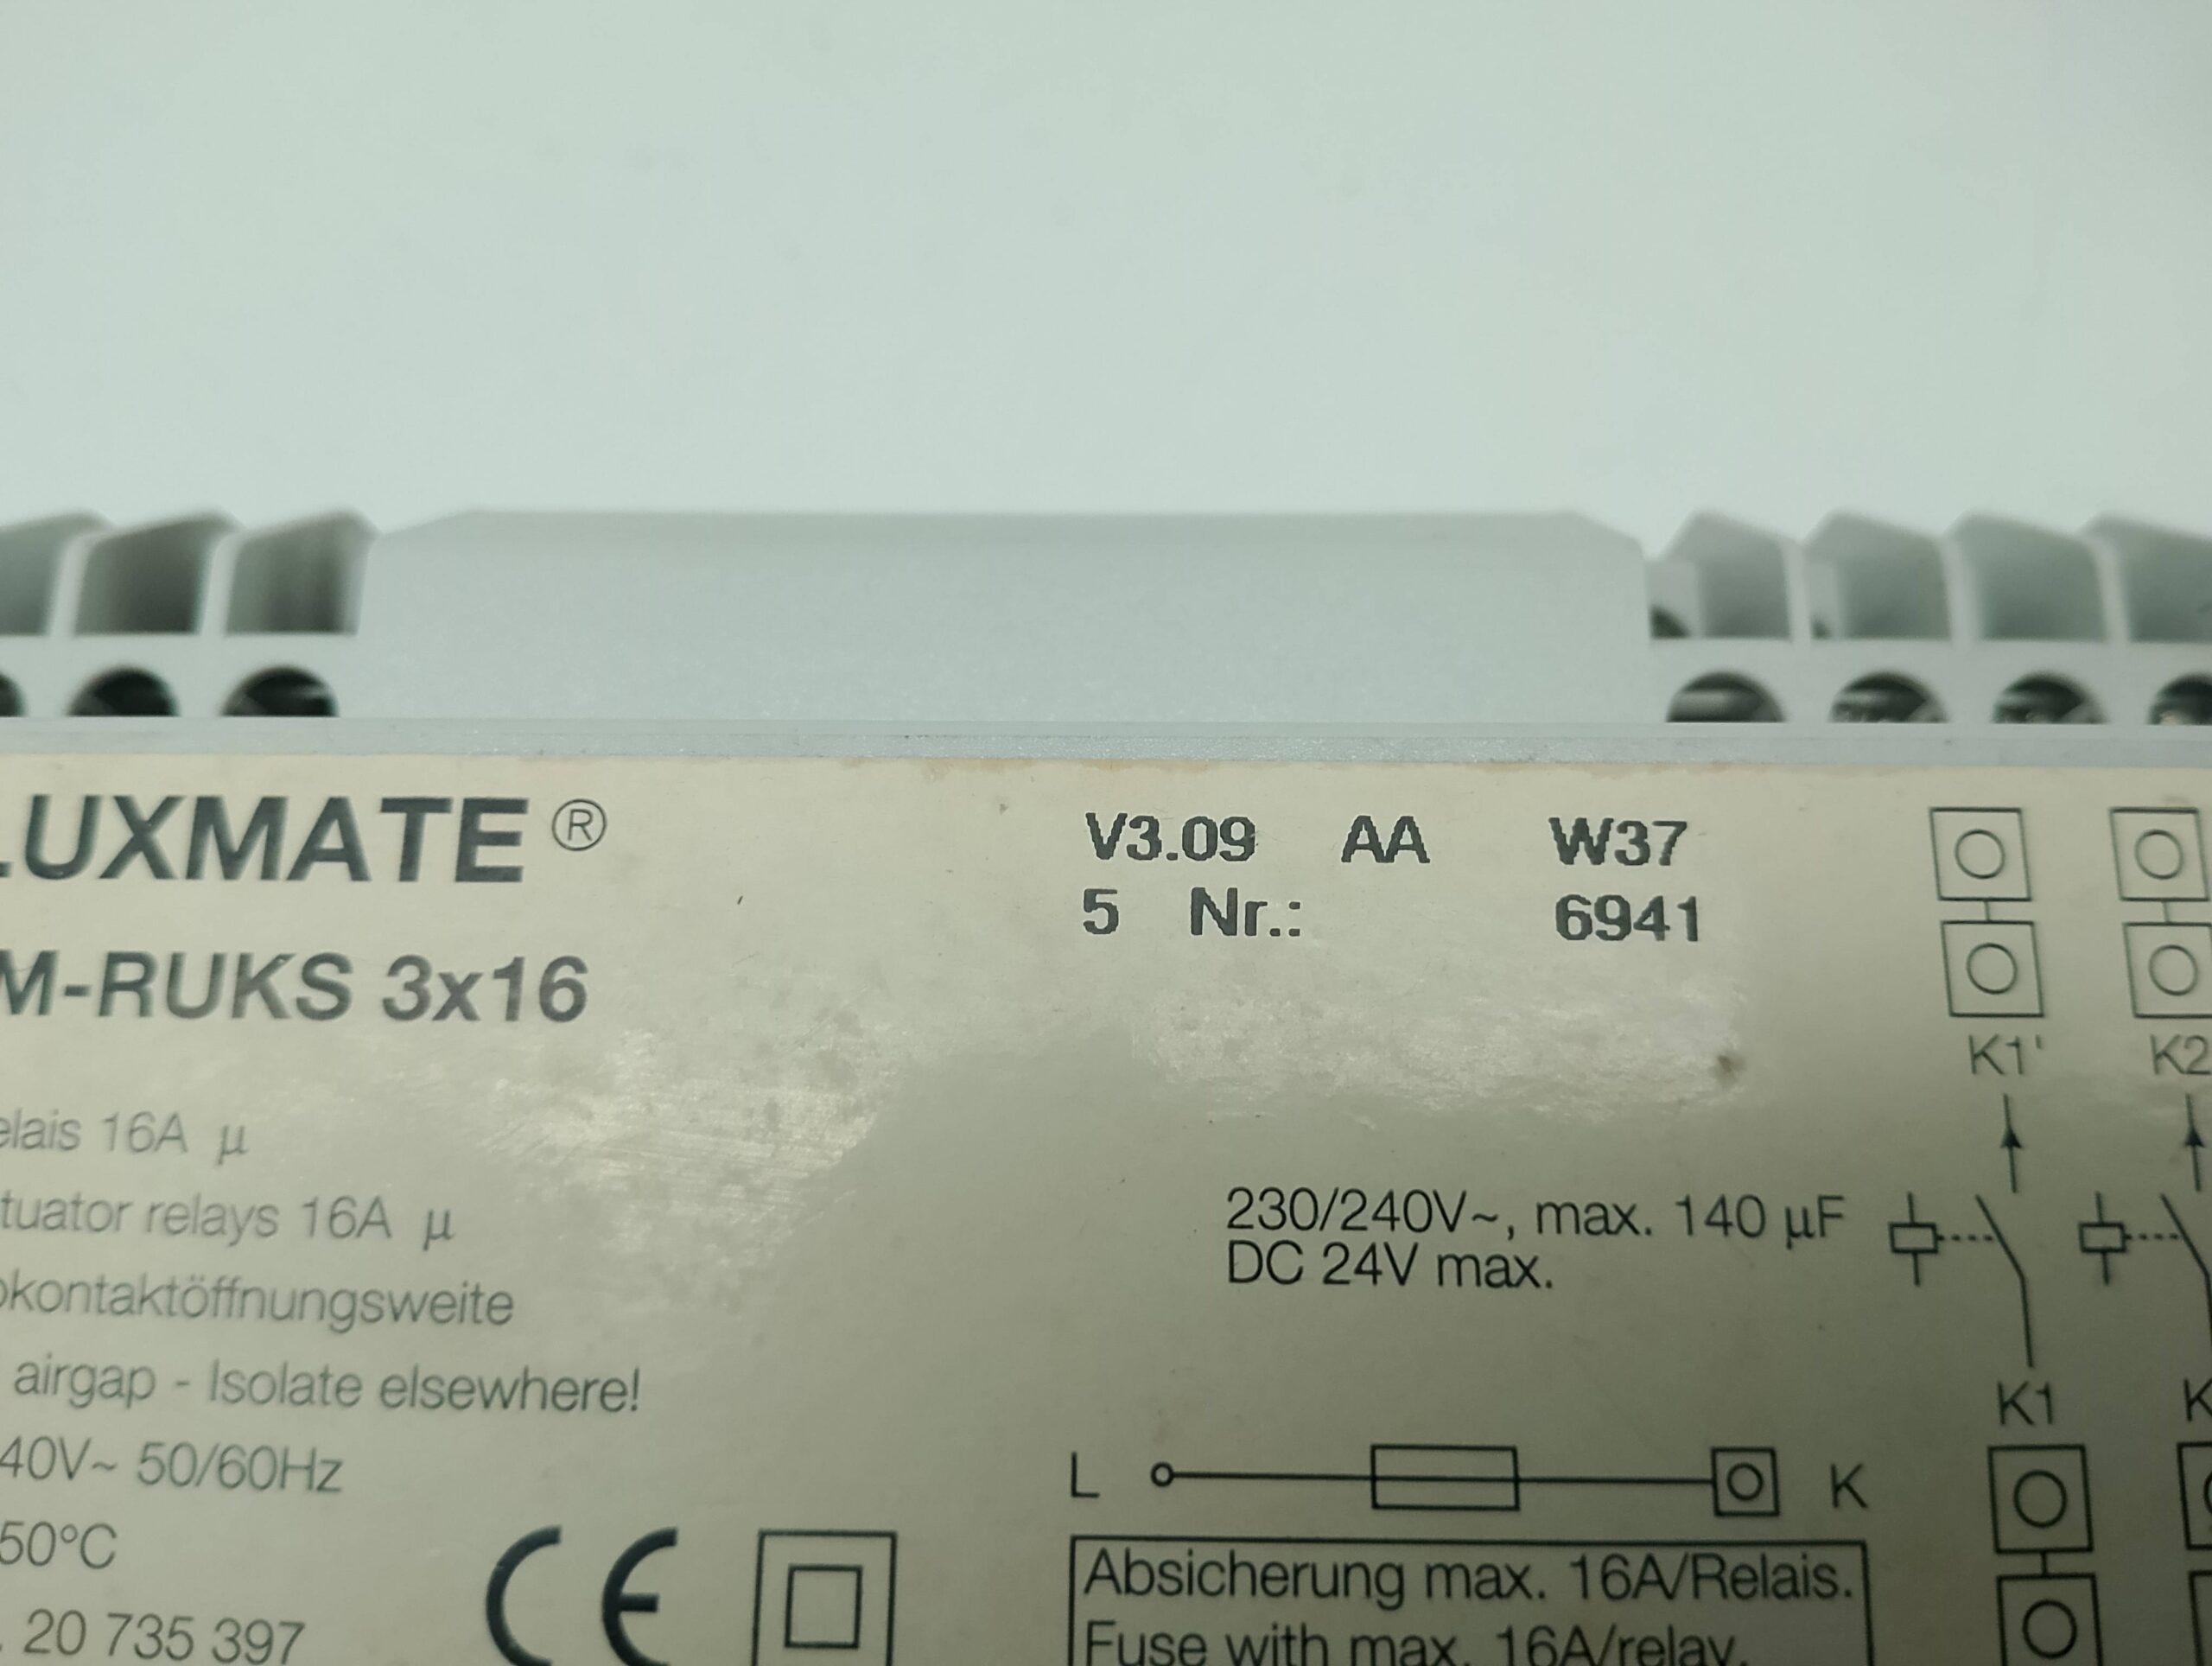 LUXMATE®
M-RUKS 3x16
elais 16A µ
tuator relays 16A µ
okontaktöffnungsweite
airgap - Isolate elsewhere!
40V~ 50/60Hz
50°C
. 20 735 397
CE
V3.09 AA W37
5 Nr.: 6941
230/240V~, max. 140 µF
DC 24V max.
L K
Absicherung max. 16A/Relais.
Fuse with max. 16A/relay.
K1' K2
K1 K